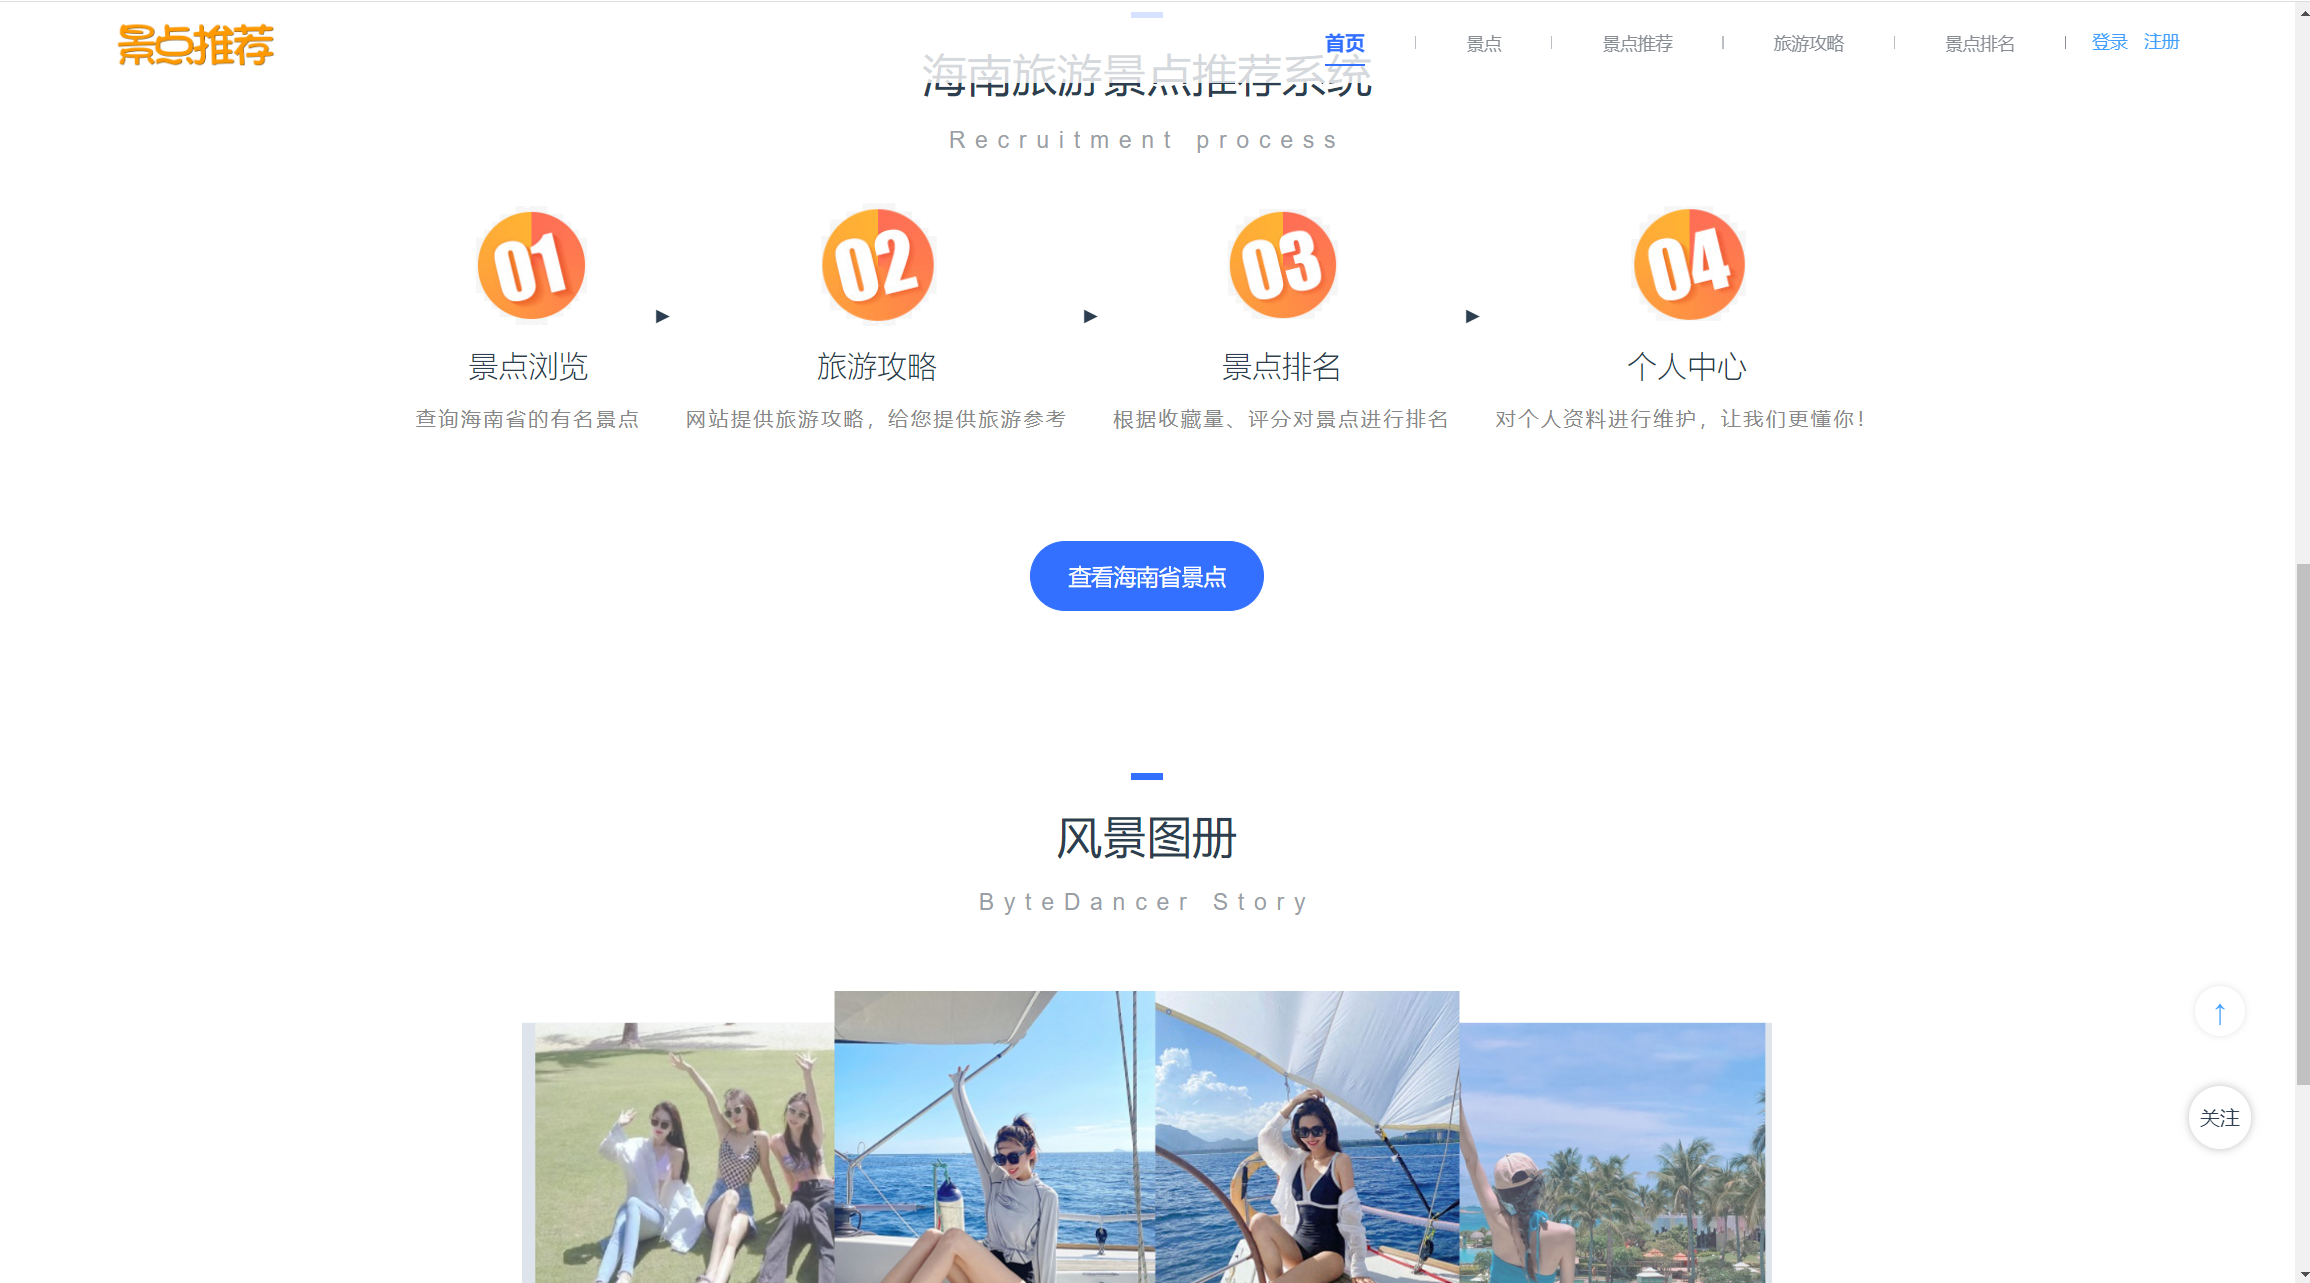 景点推荐
首页
景点
景点推荐
旅游攻略
景点排名
登录 注册
海南旅游景点推荐系统
Recruitment process
01
02
03
04
►
►
►
景点浏览
旅游攻略
景点排名
个人中心
查询海南省的有名景点
网站提供旅游攻略，给您提供旅游参考
根据收藏量、评分对景点进行排名
对个人资料进行维护，让我们更懂你！
查看海南省景点
风景图册
ByteDancer Story
↑
关注